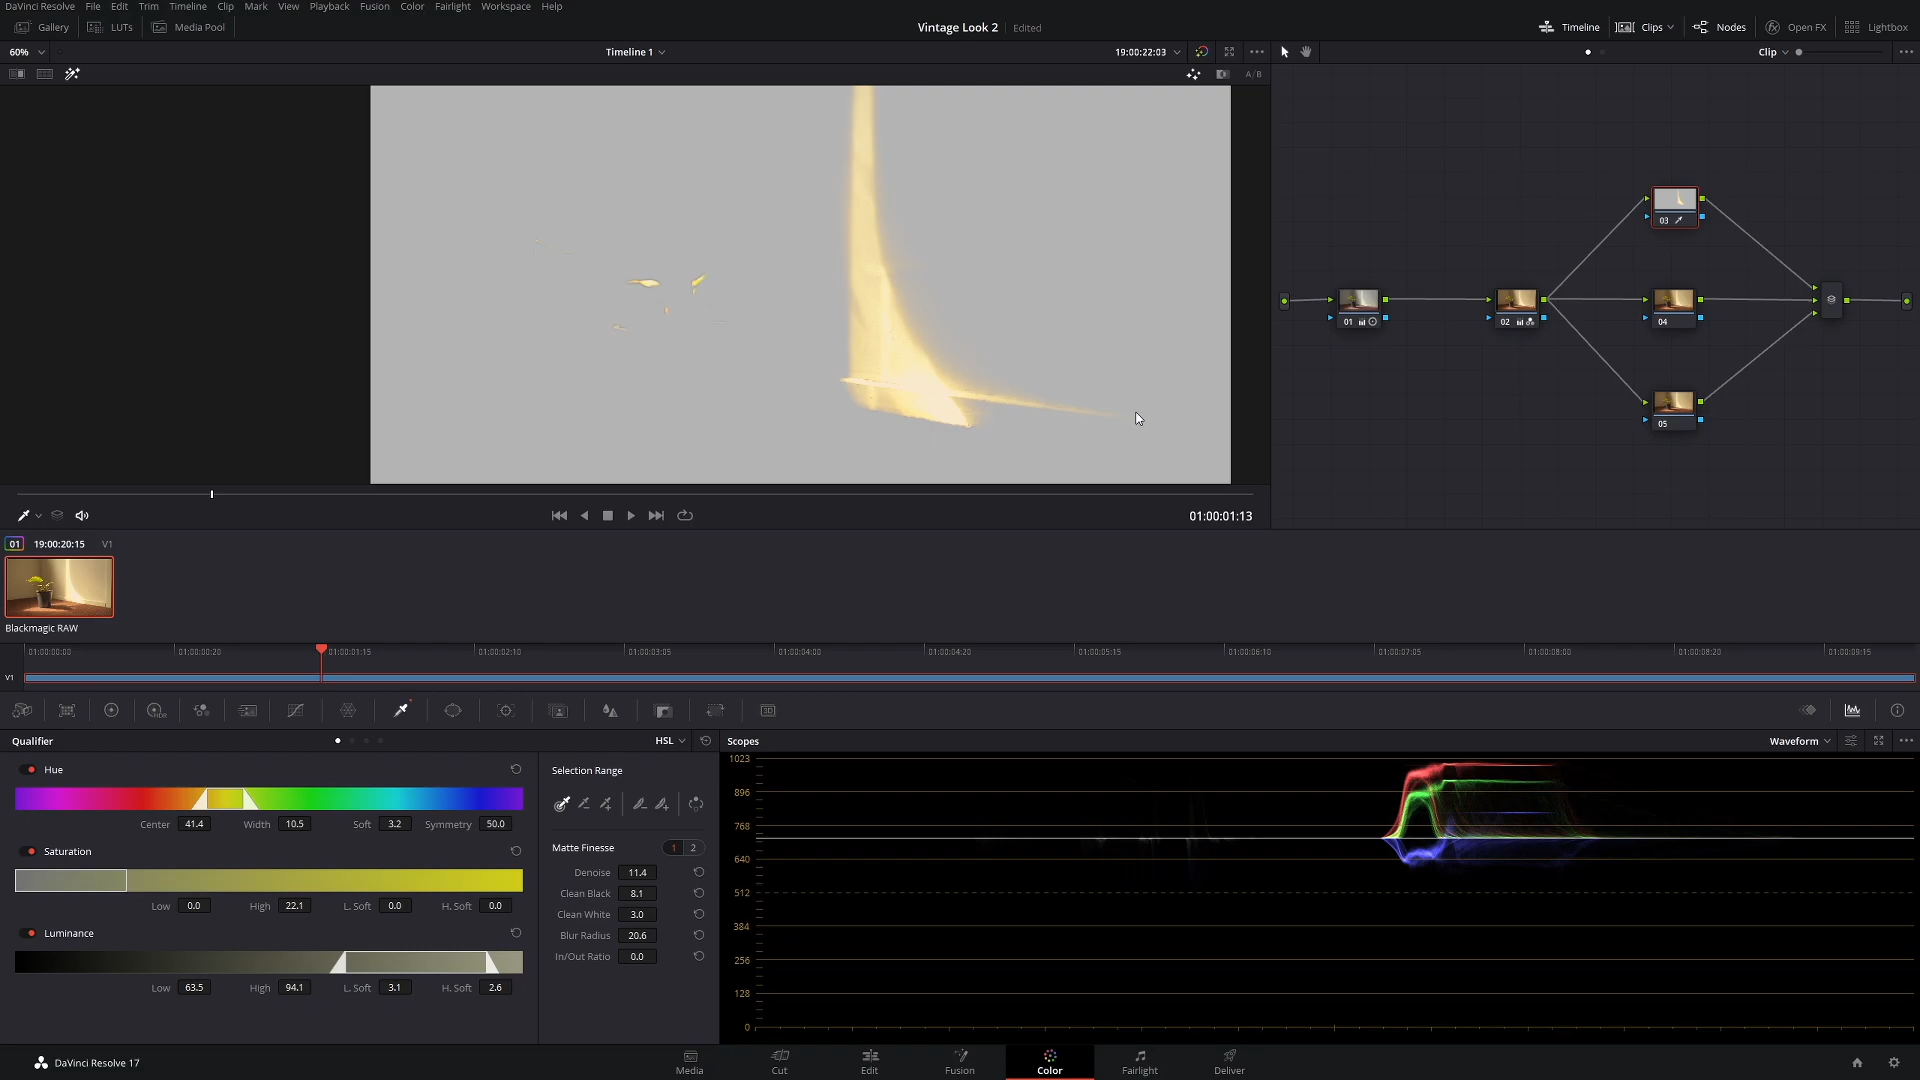 DaVinci Resolve File Edit Trim Timeline Clip Mark View Playback Fusion Color Fairlight Workspace Help
Gallery LUTs Media Pool Vintage Look 2 Edited Timeline Clips Nodes Open FX Lightbox
60% Timeline 1 19:00:22:03 Clip
A/B
03
01 02 04
05
01:00:01:13
01 19:00:20:15 V1
Blackmagic RAW
01:00:00:00 01:00:00:20 01:00:01:15 01:00:02:10 01:00:03:05 01:00:04:00 01:00:04:20 01:00:05:15 01:00:06:10 01:00:07:05 01:00:08:00 01:00:08:20 01:00:09:15
V1
HDR 3D
Qualifier HSL Scopes Waveform
Hue
Center 41.4 Width 10.5 Soft 3.2 Symmetry 50.0
Saturation
Low 0.0 High 22.1 L. Soft 0.0 H. Soft 0.0
Luminance
Low 63.5 High 94.1 L. Soft 3.1 H. Soft 2.6
Selection Range
Matte Finesse 1 2
Denoise 11.4
Clean Black 8.1
Clean White 3.0
Blur Radius 20.6
In/Out Ratio 0.0
1023
896
768
640
512
384
256
128
0
DaVinci Resolve 17 Media Cut Edit Fusion Color Fairlight Deliver